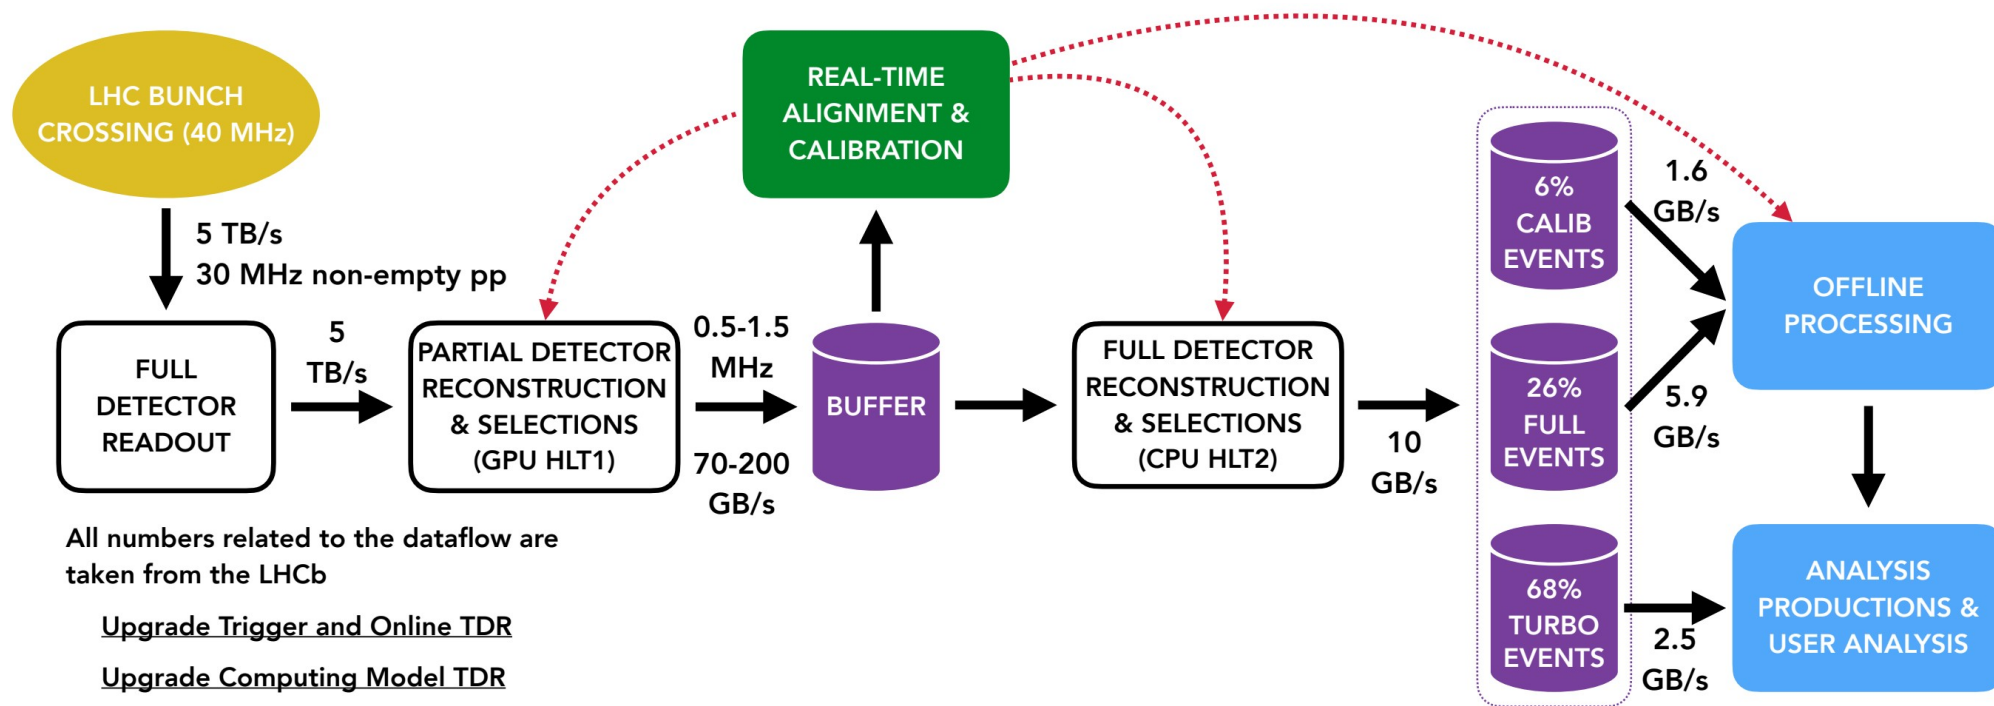 LHC BUNCH
CROSSING (40 MHz)
5 TB/s
30 MHz non-empty pp
FULL
DETECTOR
READOUT
5
TB/s
PARTIAL DETECTOR
RECONSTRUCTION
& SELECTIONS
(GPU HLT1)
0.5-1.5
MHz
70-200
GB/s
BUFFER
REAL-TIME
ALIGNMENT &
CALIBRATION
FULL DETECTOR
RECONSTRUCTION
& SELECTIONS
(CPU HLT2)
10
GB/s
6%
CALIB
EVENTS
26%
FULL
EVENTS
68%
TURBO
EVENTS
1.6
GB/s
5.9
GB/s
2.5
GB/s
OFFLINE
PROCESSING
ANALYSIS
PRODUCTIONS &
USER ANALYSIS
All numbers related to the dataflow are
taken from the LHCb
Upgrade Trigger and Online TDR
Upgrade Computing Model TDR